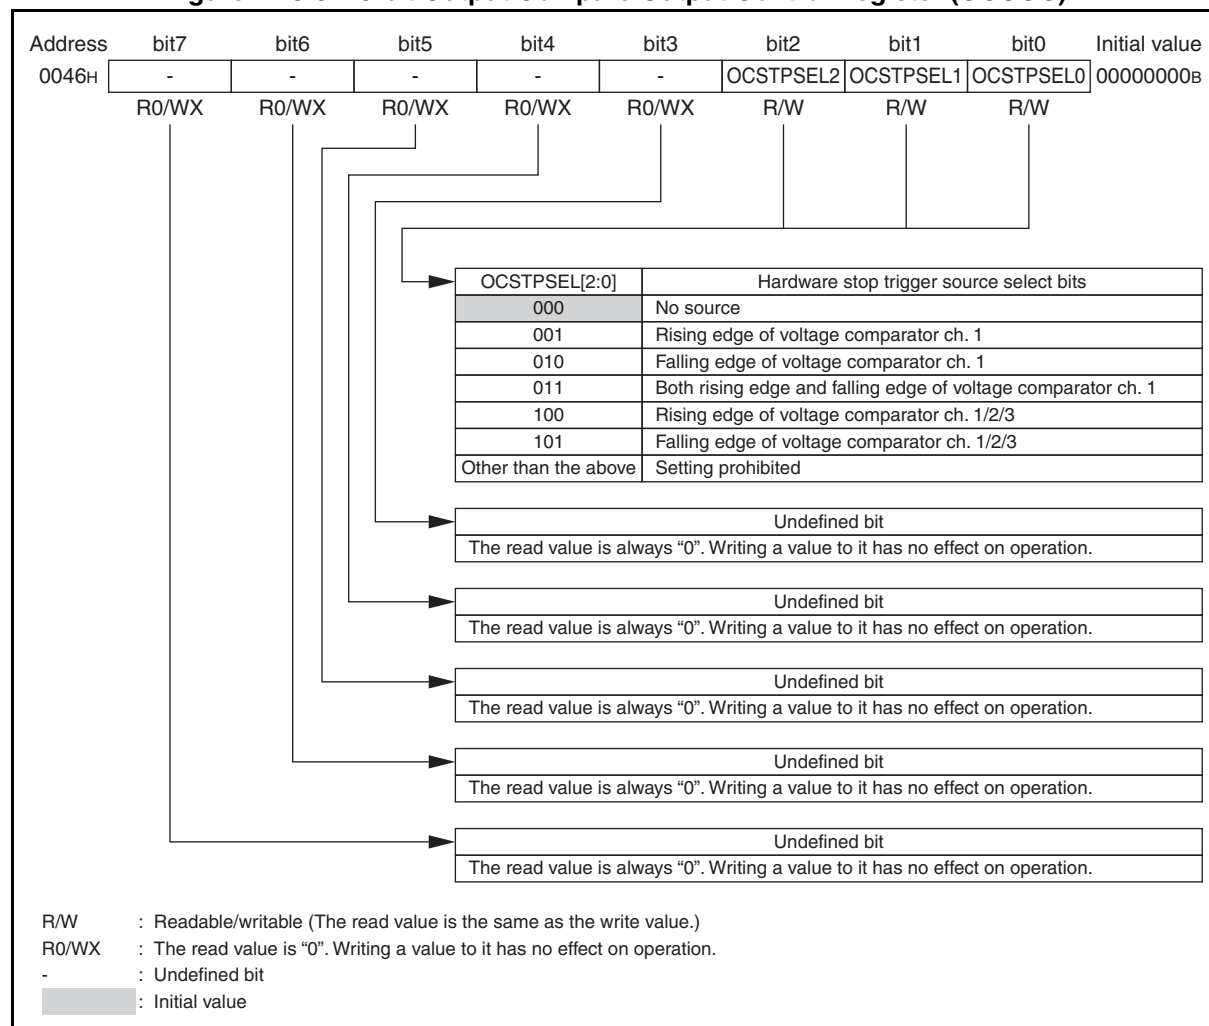 Address bit7 bit6 bit5 bit4 bit3 bit2 bit1 bit0 Initial value
0046H - - - - - OCSTPSEL2 OCSTPSEL1 OCSTPSEL0 00000000B
R0/WX R0/WX R0/WX R0/WX R0/WX R/W R/W R/W
OCSTPSEL[2:0] Hardware stop trigger source select bits
000 No source
001 Rising edge of voltage comparator ch. 1
010 Falling edge of voltage comparator ch. 1
011 Both rising edge and falling edge of voltage comparator ch. 1
100 Rising edge of voltage comparator ch. 1/2/3
101 Falling edge of voltage comparator ch. 1/2/3
Other than the above Setting prohibited
Undefined bit
The read value is always “0”. Writing a value to it has no effect on operation.
Undefined bit
The read value is always “0”. Writing a value to it has no effect on operation.
Undefined bit
The read value is always “0”. Writing a value to it has no effect on operation.
Undefined bit
The read value is always “0”. Writing a value to it has no effect on operation.
Undefined bit
The read value is always “0”. Writing a value to it has no effect on operation.
R/W : Readable/writable (The read value is the same as the write value.)
R0/WX : The read value is “0”. Writing a value to it has no effect on operation.
- : Undefined bit
: Initial value